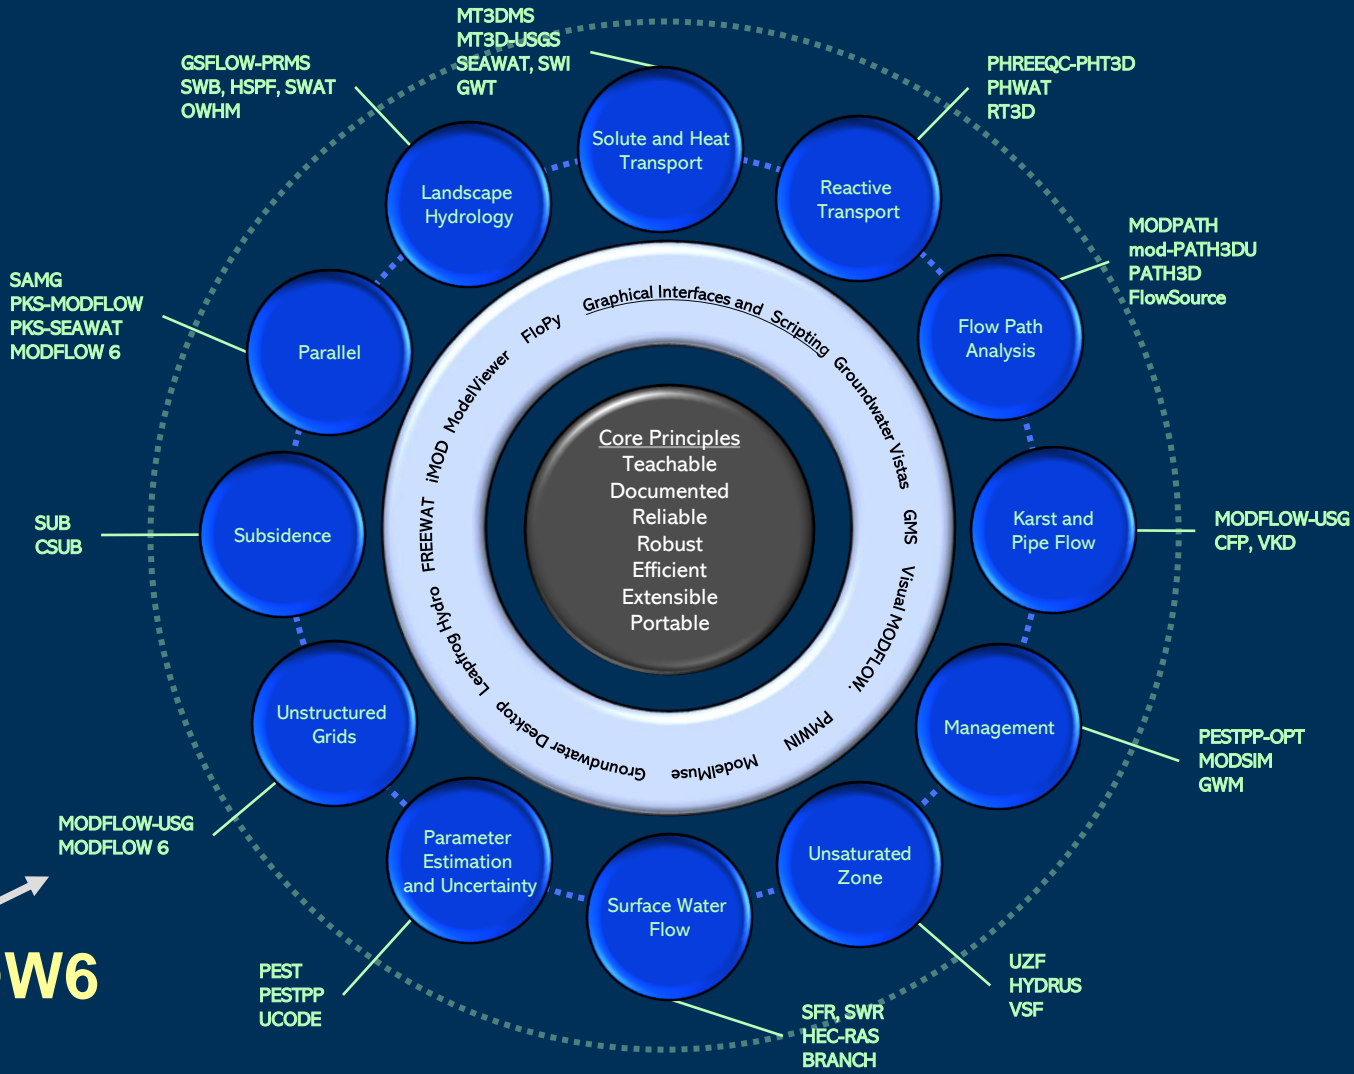 MT3DMS
MT3D-USGS
SEAWAT, SWI
GWT
GSFLOW-PRMS
SWB, HSPF, SWAT
OWHM
PHREEQC-PHT3D
PHWAT
RT3D
Solute and Heat
Transport
Landscape
Hydrology
Reactive
Transport
MODPATH
mod-PATH3DU
PATH3D
FlowSource
SAMG
PKS-MODFLOW
PKS-SEAWAT
MODFLOW 6
Parallel
Flow Path
Analysis
Graphical Interfaces and Scripting
Groundwater Vistas
GMS
Visual MODFLOW.
PMWIN
ModelMuse
Groundwater Desktop
Leapfrog Hydro
FREEWAT
iMOD
ModelViewer
FloPy
Core Principles
Teachable
Documented
Reliable
Robust
Efficient
Extensible
Portable
SUB
CSUB
Subsidence
Karst and
Pipe Flow
MODFLOW-USG
CFP, VKD
Unstructured
Grids
MODFLOW-USG
MODFLOW 6
Management
PESTPP-OPT
MODSIM
GWM
Parameter
Estimation
and Uncertainty
PEST
PESTPP
UCODE
Surface Water
Flow
SFR, SWR
HEC-RAS
BRANCH
Unsaturated
Zone
UZF
HYDRUS
VSF
W6